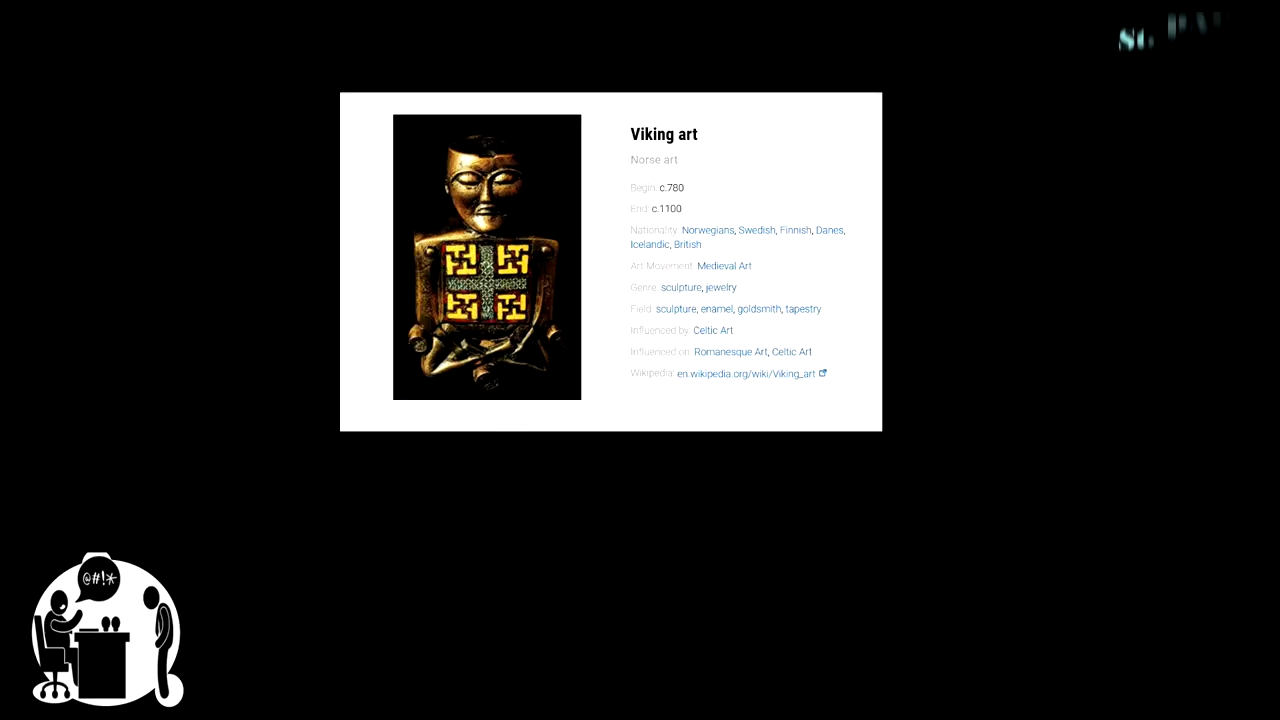 Viking art
Norse art
Begin: c.780
End: c.1100
Nationality: Norwegians, Swedish, Finnish, Danes,
Icelandic, British
Art Movement: Medieval Art
Genre: sculpture, jewelry
Field: sculpture, enamel, goldsmith, tapestry
Influenced by: Celtic Art
Influenced on: Romanesque Art, Celtic Art
Wikipedia: en.wikipedia.org/wiki/Viking_art
@#!*